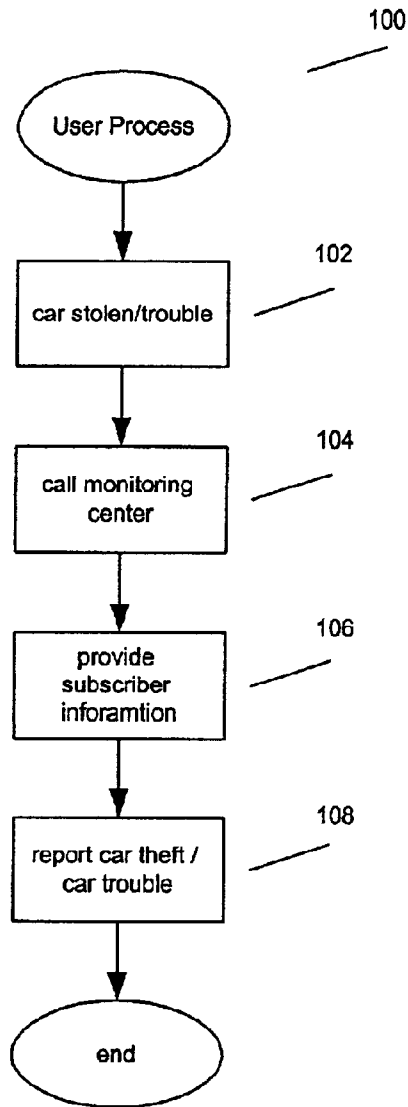 100
User Process
102
car stolen/trouble
104
call monitoring
center
106
provide
subscriber
inforamtion
108
report car theft /
car trouble
end